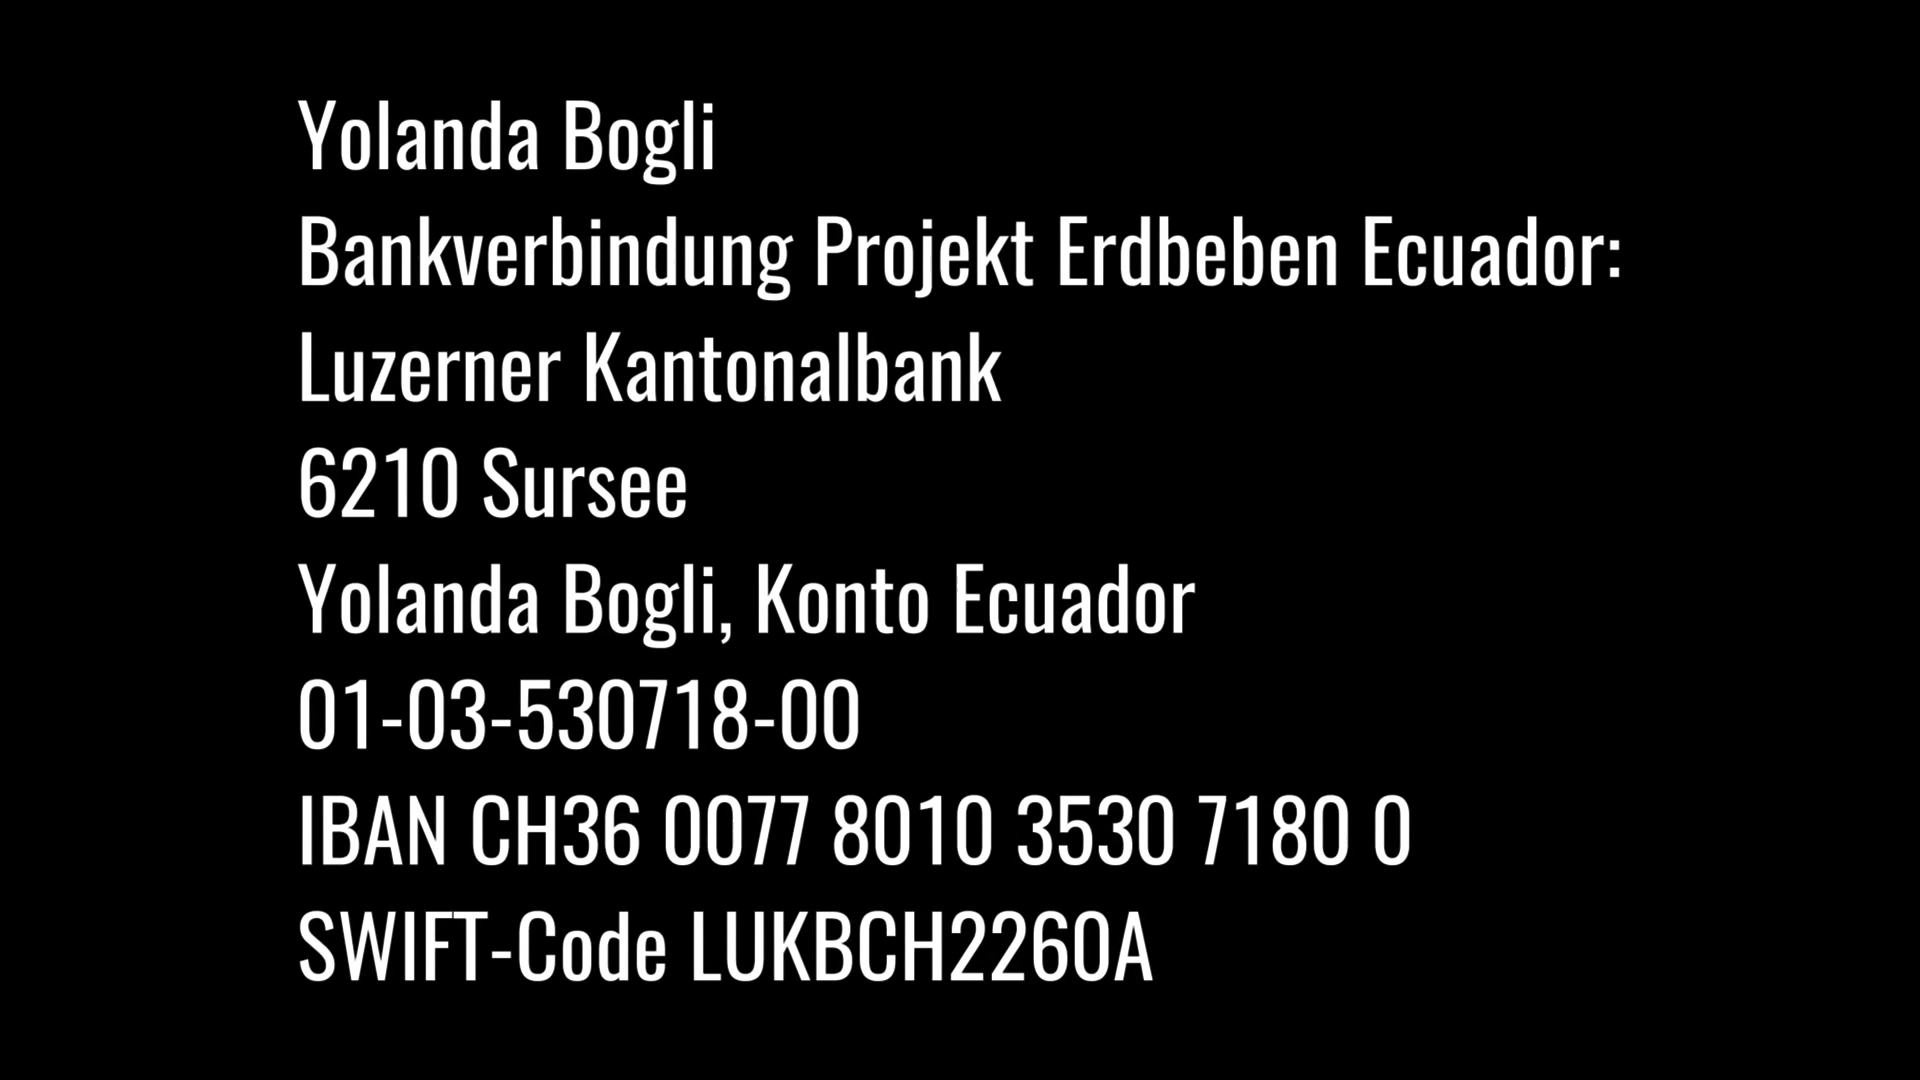 Yolanda Bogli
Bankverbindung Projekt Erdbeben Ecuador:
Luzerner Kantonalbank
6210 Sursee
Yolanda Bogli, Konto Ecuador
01-03-530718-00
IBAN CH36 0077 8010 3530 7180 0
SWIFT-Code LUKBCH2260A